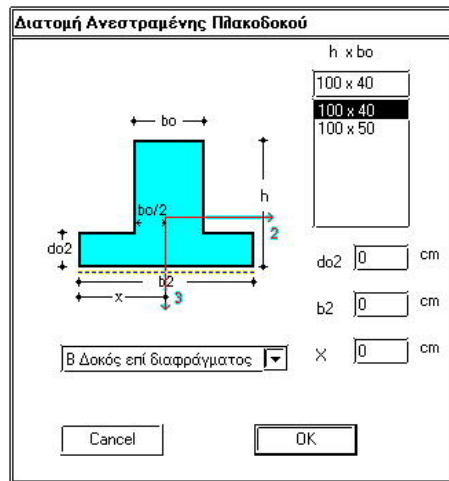 Διατομή Ανεστραμένης Πλακοδοκού
h x bo
100 x 40
100 x 40
100 x 50
bo
h
bo/2
2
do2
b2
x
3
do2 0 cm
b2 0 cm
X 0 cm
Β Δοκός επί διαφράγματος
Cancel
OK